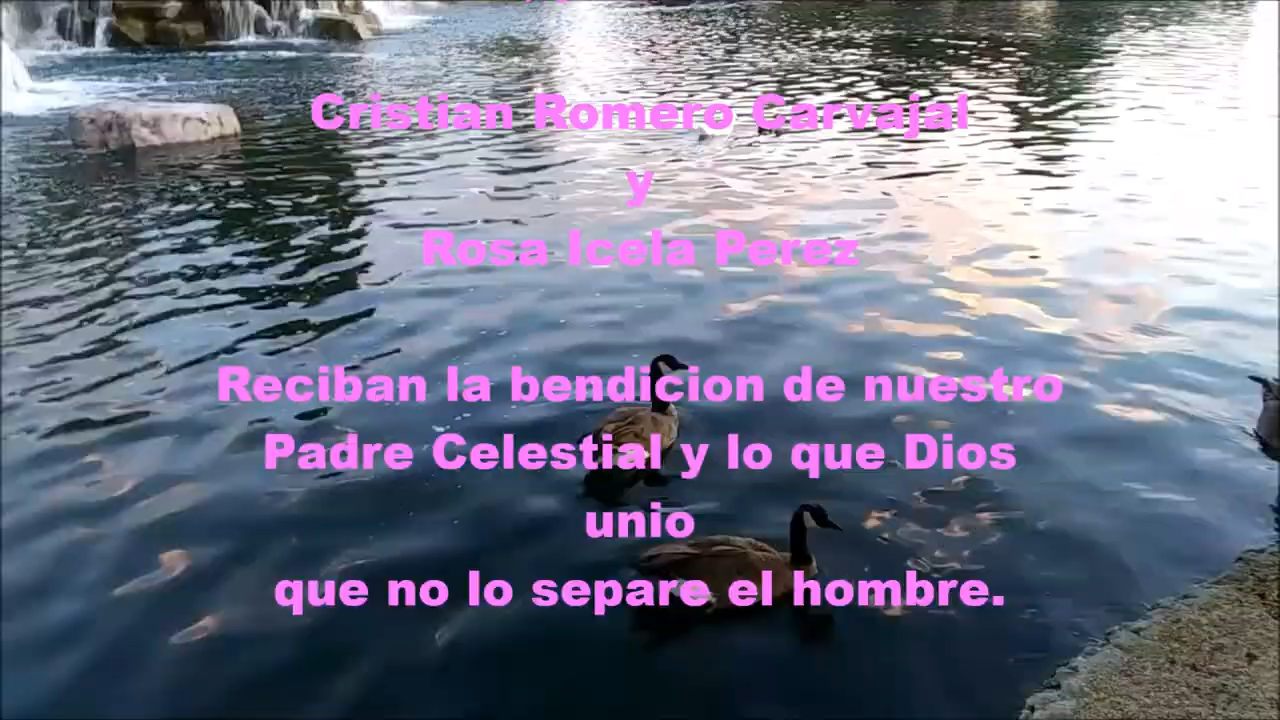 Cristian Romero Carvajal
y
Rosa Icela Perez
Reciban la bendicion de nuestro
Padre Celestial y lo que Dios
unio
que no lo separe el hombre.